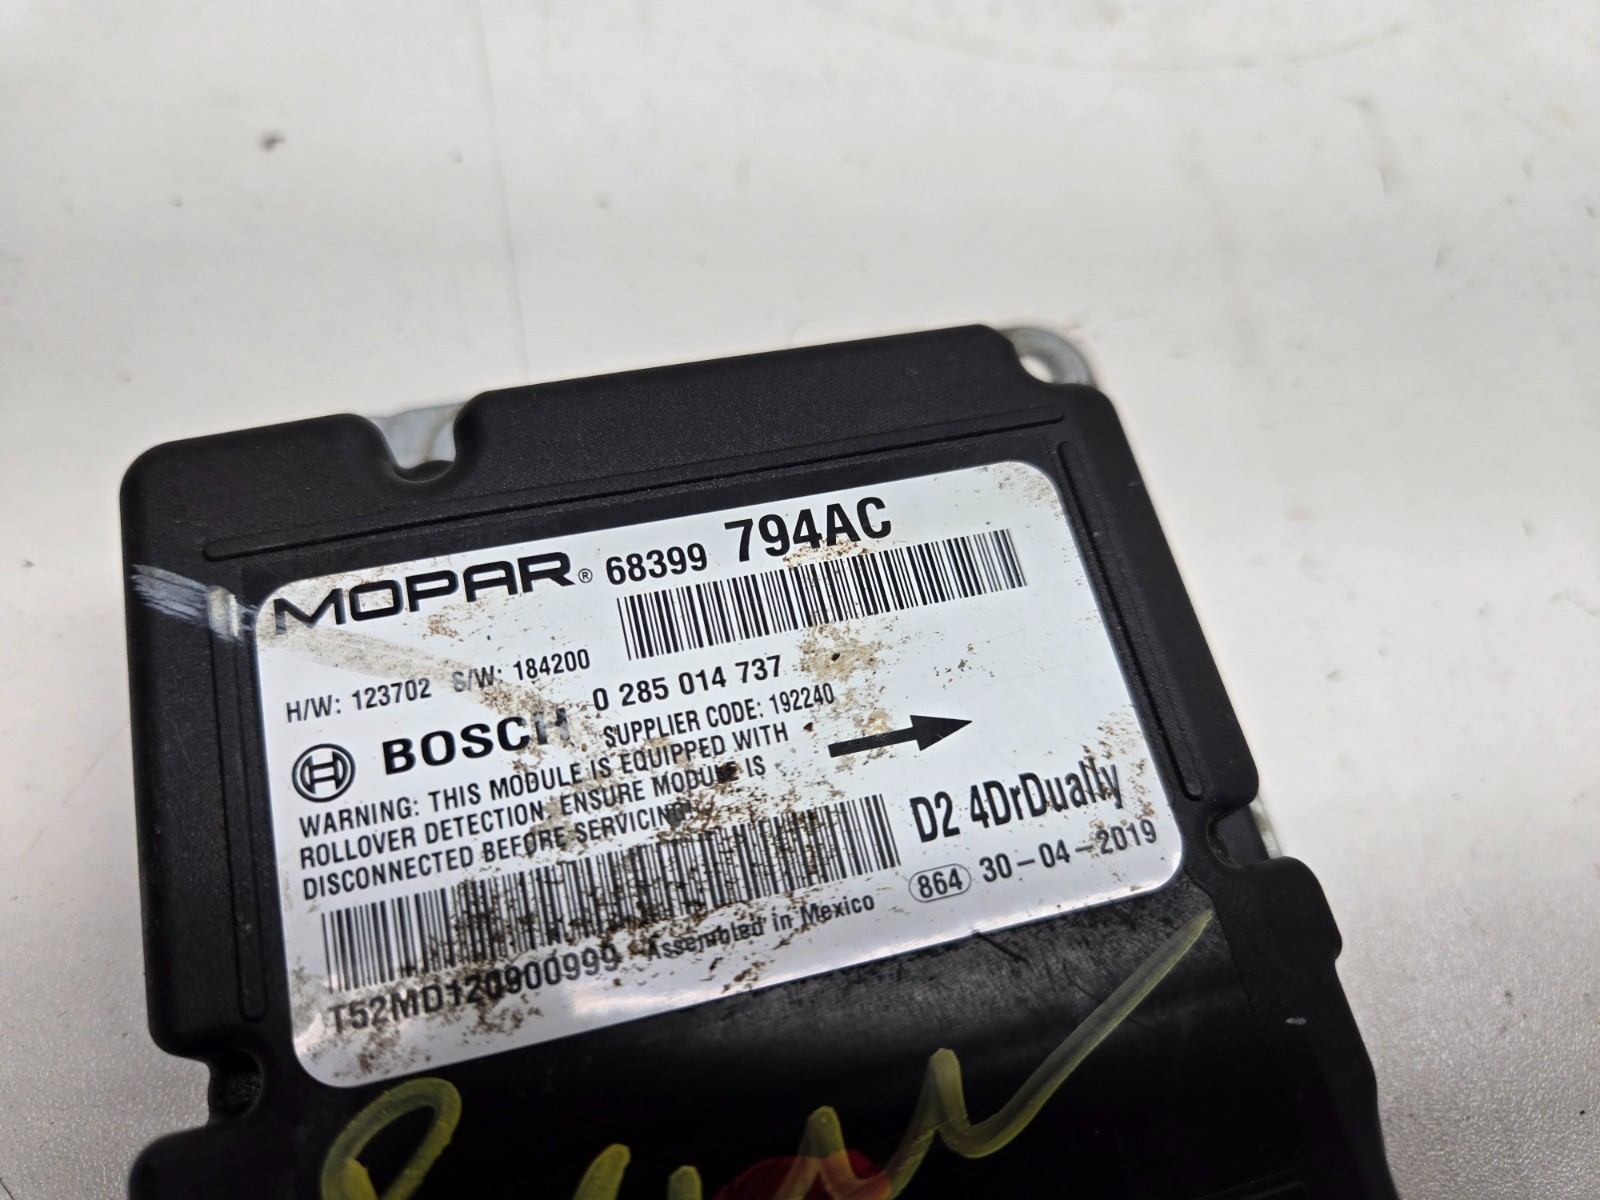 MOPAR® 68399 794AC
H/W: 123702 S/W: 184200
BOSCH 0 285 014 737
SUPPLIER CODE: 192240
WARNING: THIS MODULE IS EQUIPPED WITH
ROLLOVER DETECTION. ENSURE MODULE IS
DISCONNECTED BEFORE SERVICING
D2 4DrDually
864 30-04-2019
T52MD120900999 Assembled in Mexico